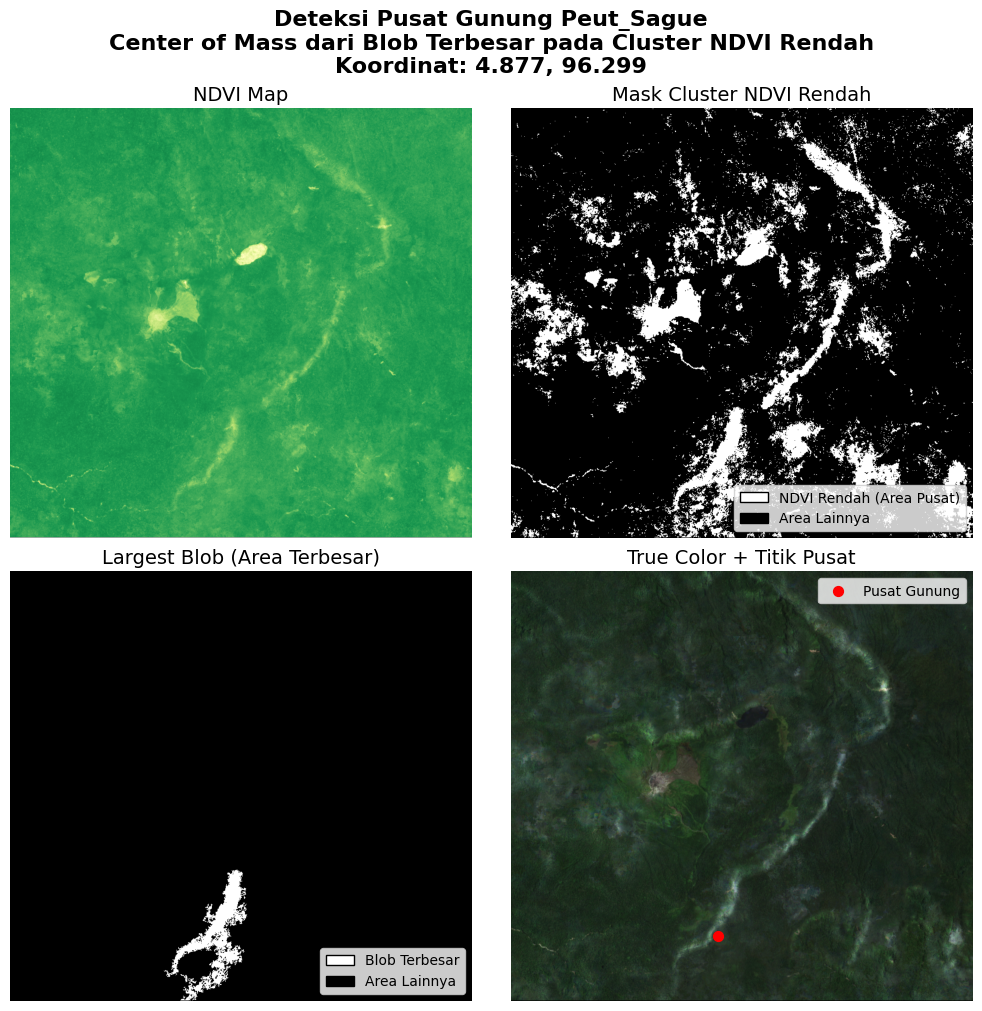 Deteksi Pusat Gunung Peut_Sague
Center of Mass dari Blob Terbesar pada Cluster NDVI Rendah
Koordinat: 4.877, 96.299
NDVI Map
Mask Cluster NDVI Rendah
NDVI Rendah (Area Pusat)
Area Lainnya
Largest Blob (Area Terbesar)
True Color + Titik Pusat
Blob Terbesar
Area Lainnya
Pusat Gunung